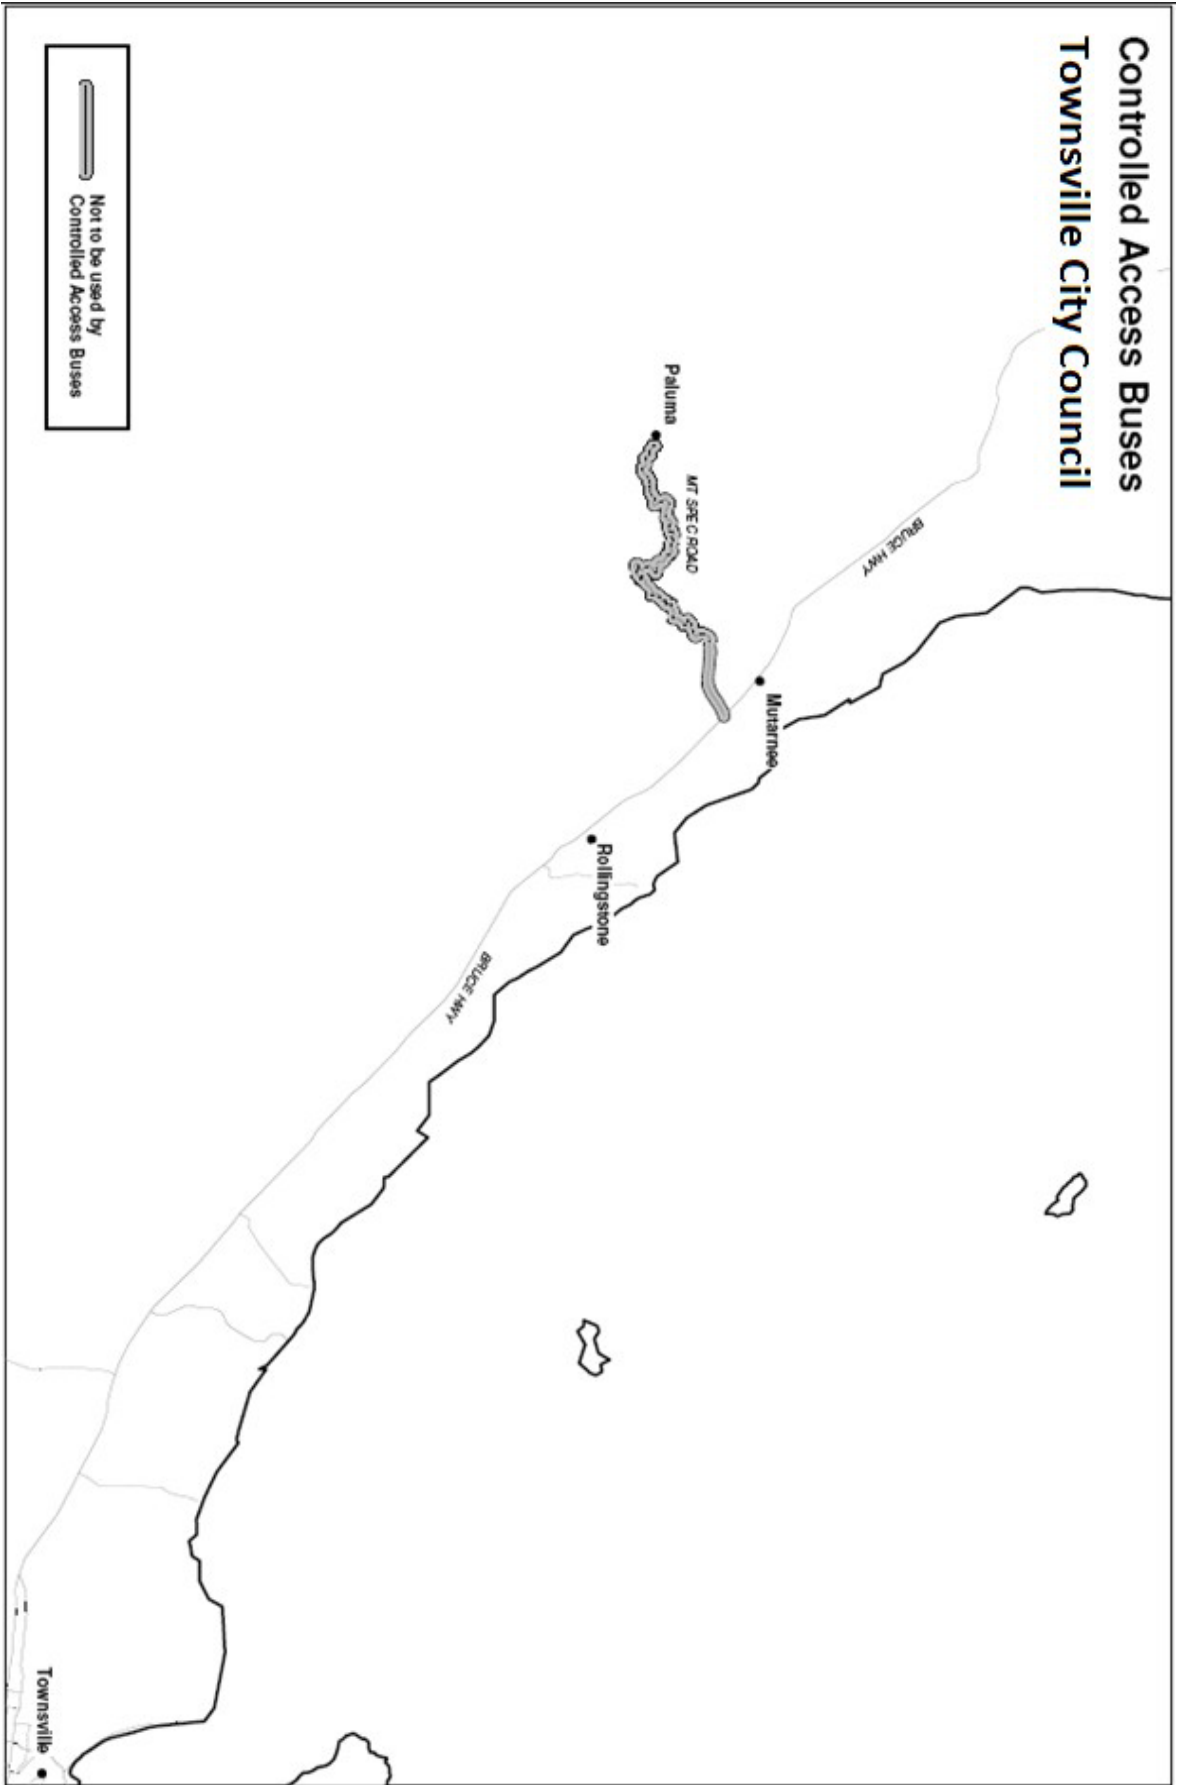 Controlled Access Buses
Townsville City Council
BRUCE HWY
Paluma
MT SPEC ROAD
Mutarnee
Rollingstone
BRUCE HWY
Townsville
Not to be used by
Controlled Access Buses